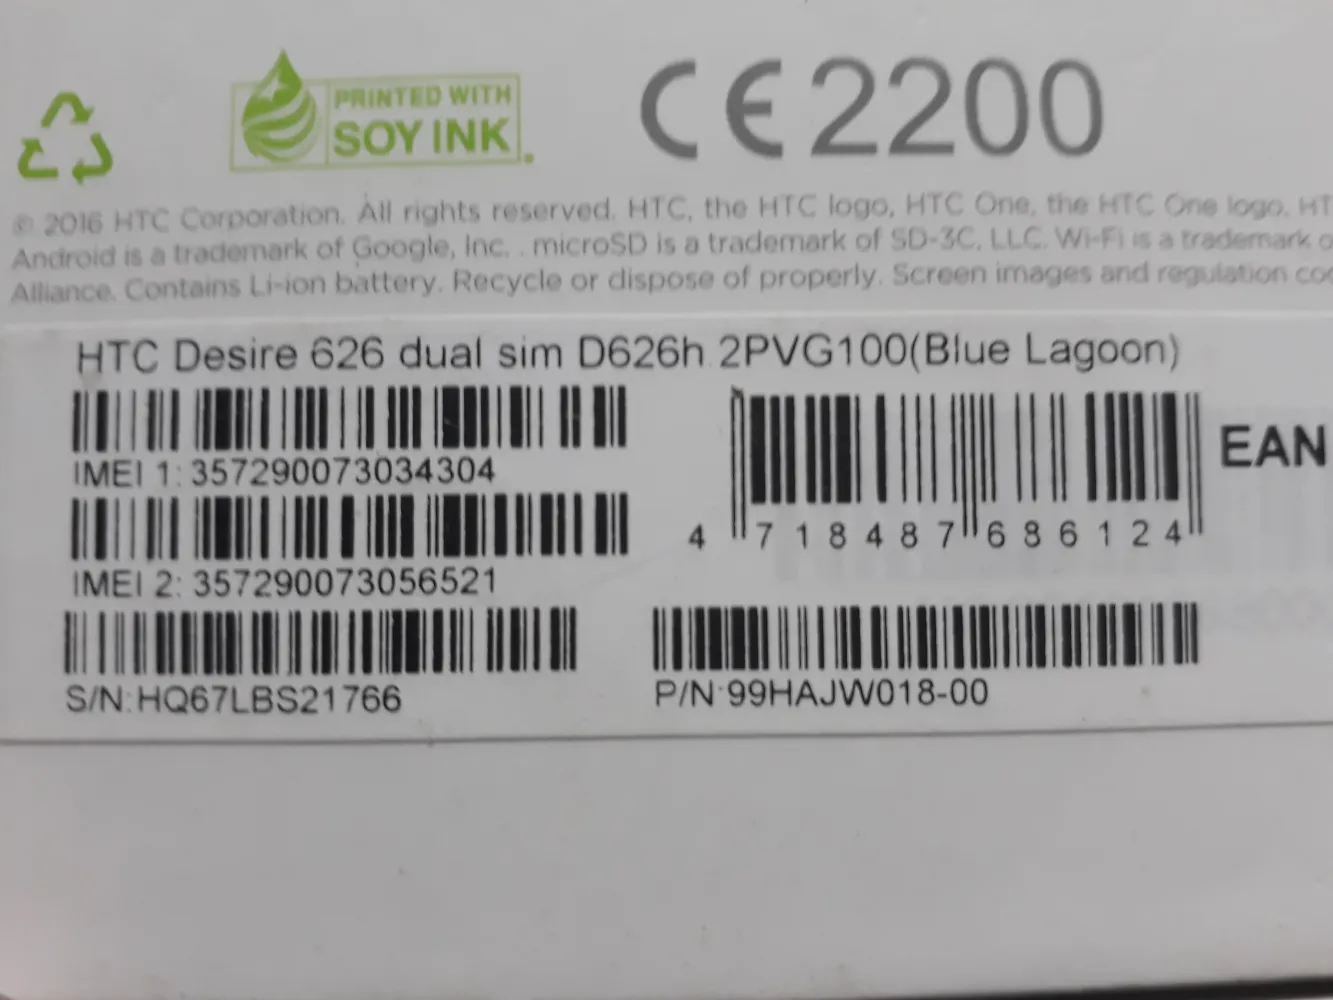 PRINTED WITH
SOY INK
CE2200
© 2016 HTC Corporation. All rights reserved. HTC, the HTC logo, HTC One, the HTC One logo, HT
Android is a trademark of Google, Inc. . microSD is a trademark of SD-3C, LLC. Wi-Fi is a trademark o
Alliance. Contains Li-ion battery. Recycle or dispose of properly. Screen images and regulation co
HTC Desire 626 dual sim D626h 2PVG100(Blue Lagoon)
IMEI 1: 357290073034304
EAN
4 718487 686124
IMEI 2: 357290073056521
S/N:HQ67LBS21766
P/N:99HAJW018-00